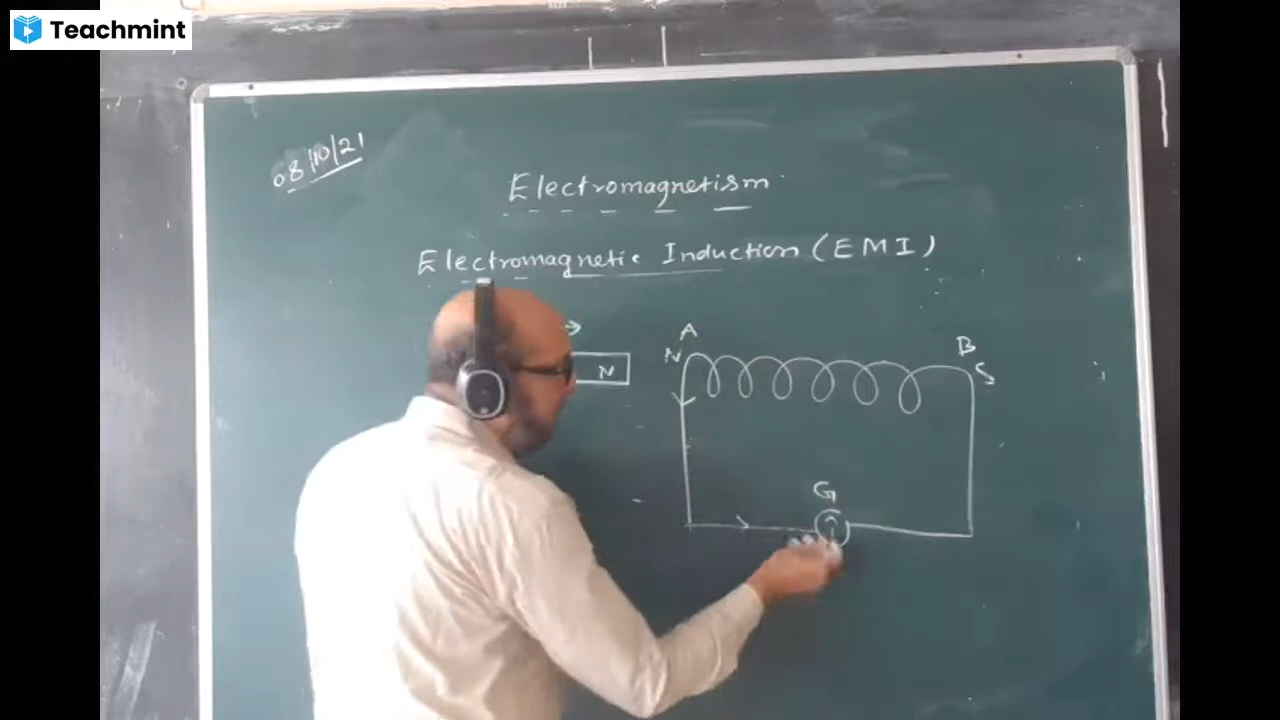 Teachmint
08/10/21
Electromagnetism
Electromagnetic Induction (EMI)
A
B
N
N
S
G